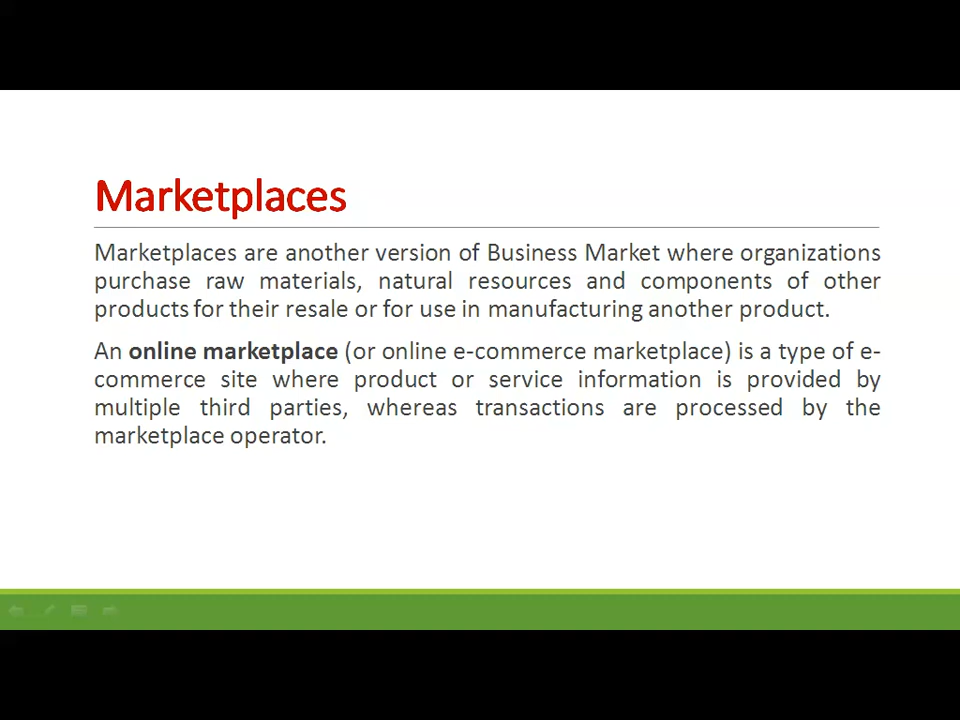 Marketplaces
Marketplaces are another version of Business Market where organizations
purchase raw materials, natural resources and components of other
products for their resale or for use in manufacturing another product.
An online marketplace (or online e-commerce marketplace) is a type of e-
commerce site where product or service information is provided by
multiple third parties, whereas transactions are processed by the
marketplace operator.